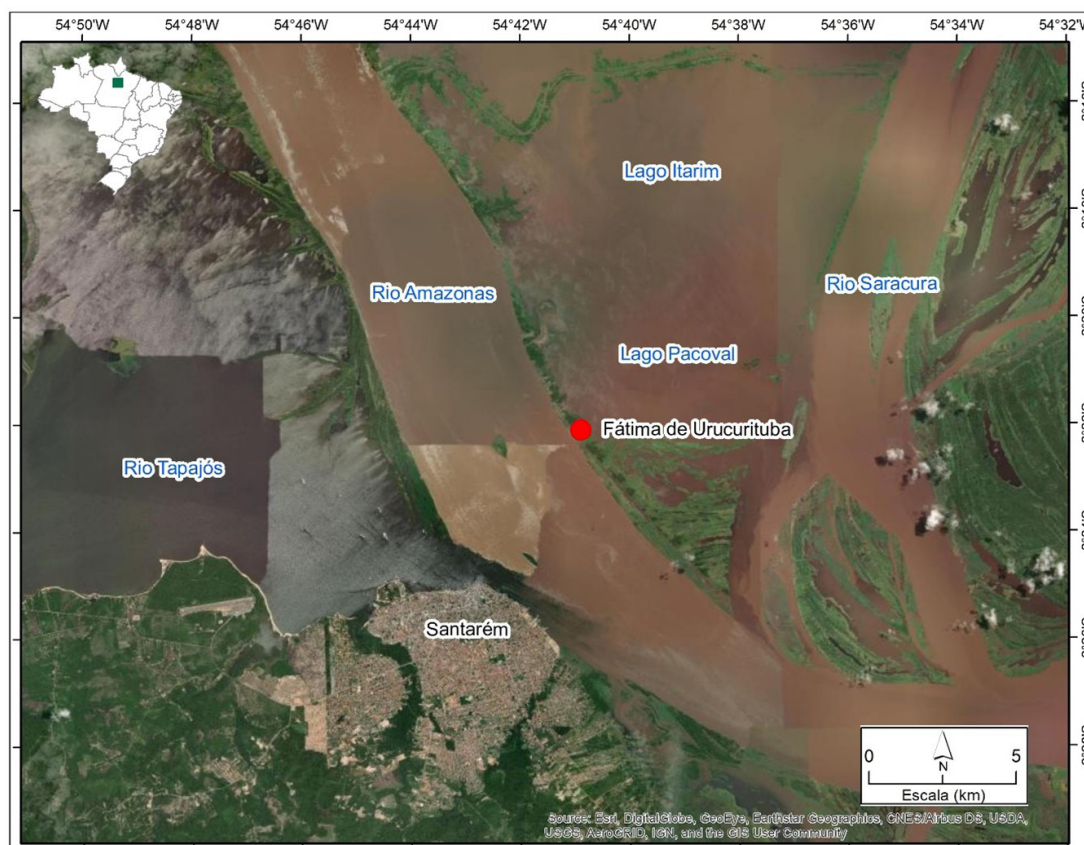 54°50'W 54°48'W 54°46'W 54°44'W 54°42'W 54°40'W 54°38'W 54°36'W 54°34'W 54°32'W
Lago Itarim
Rio Amazonas
Rio Saracura
Lago Pacoval
Fátima de Urucurituba
Rio Tapajós
Santarém
0 5
N
Escala (km)
Source: Esri, DigitalGlobe, GeoEye, Earthstar Geographics, CNES/Airbus DS, USDA,
USGS, AeroGRID, IGN, and the GIS User Community